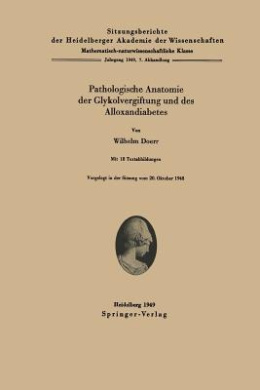 Sitzungsberichte
der Heidelberger Akademie der Wissenschaften
Mathematisch-naturwissenschaftliche Klasse
Jahrgang 1949, 7. Abhandlung
Pathologische Anatomie
der Glykolvergiftung und des
Alloxandiabetes
Von
Wilhelm Doerr
Mit 18 Textabbildungen
Vorgelegt in der Sitzung vom 30. Oktober 1948
Heidelberg 1949
Springer-Verlag